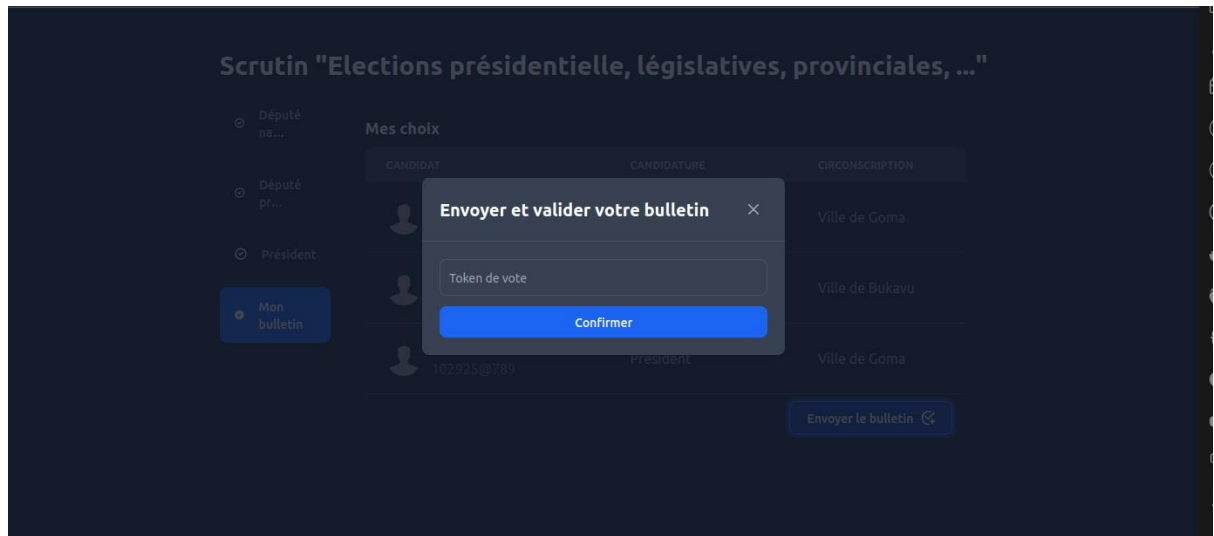 Scrutin "Elections présidentielle, législatives, provinciales, ..."
Député
na...
Député
pr...
Président
Mon
bulletin
Mes choix
CANDIDAT CANDIDATURE CIRCONSCRIPTION
Ville de Goma
Ville de Bukavu
Président Ville de Goma
102925@789
Envoyer le bulletin
Envoyer et valider votre bulletin
Token de vote
Confirmer